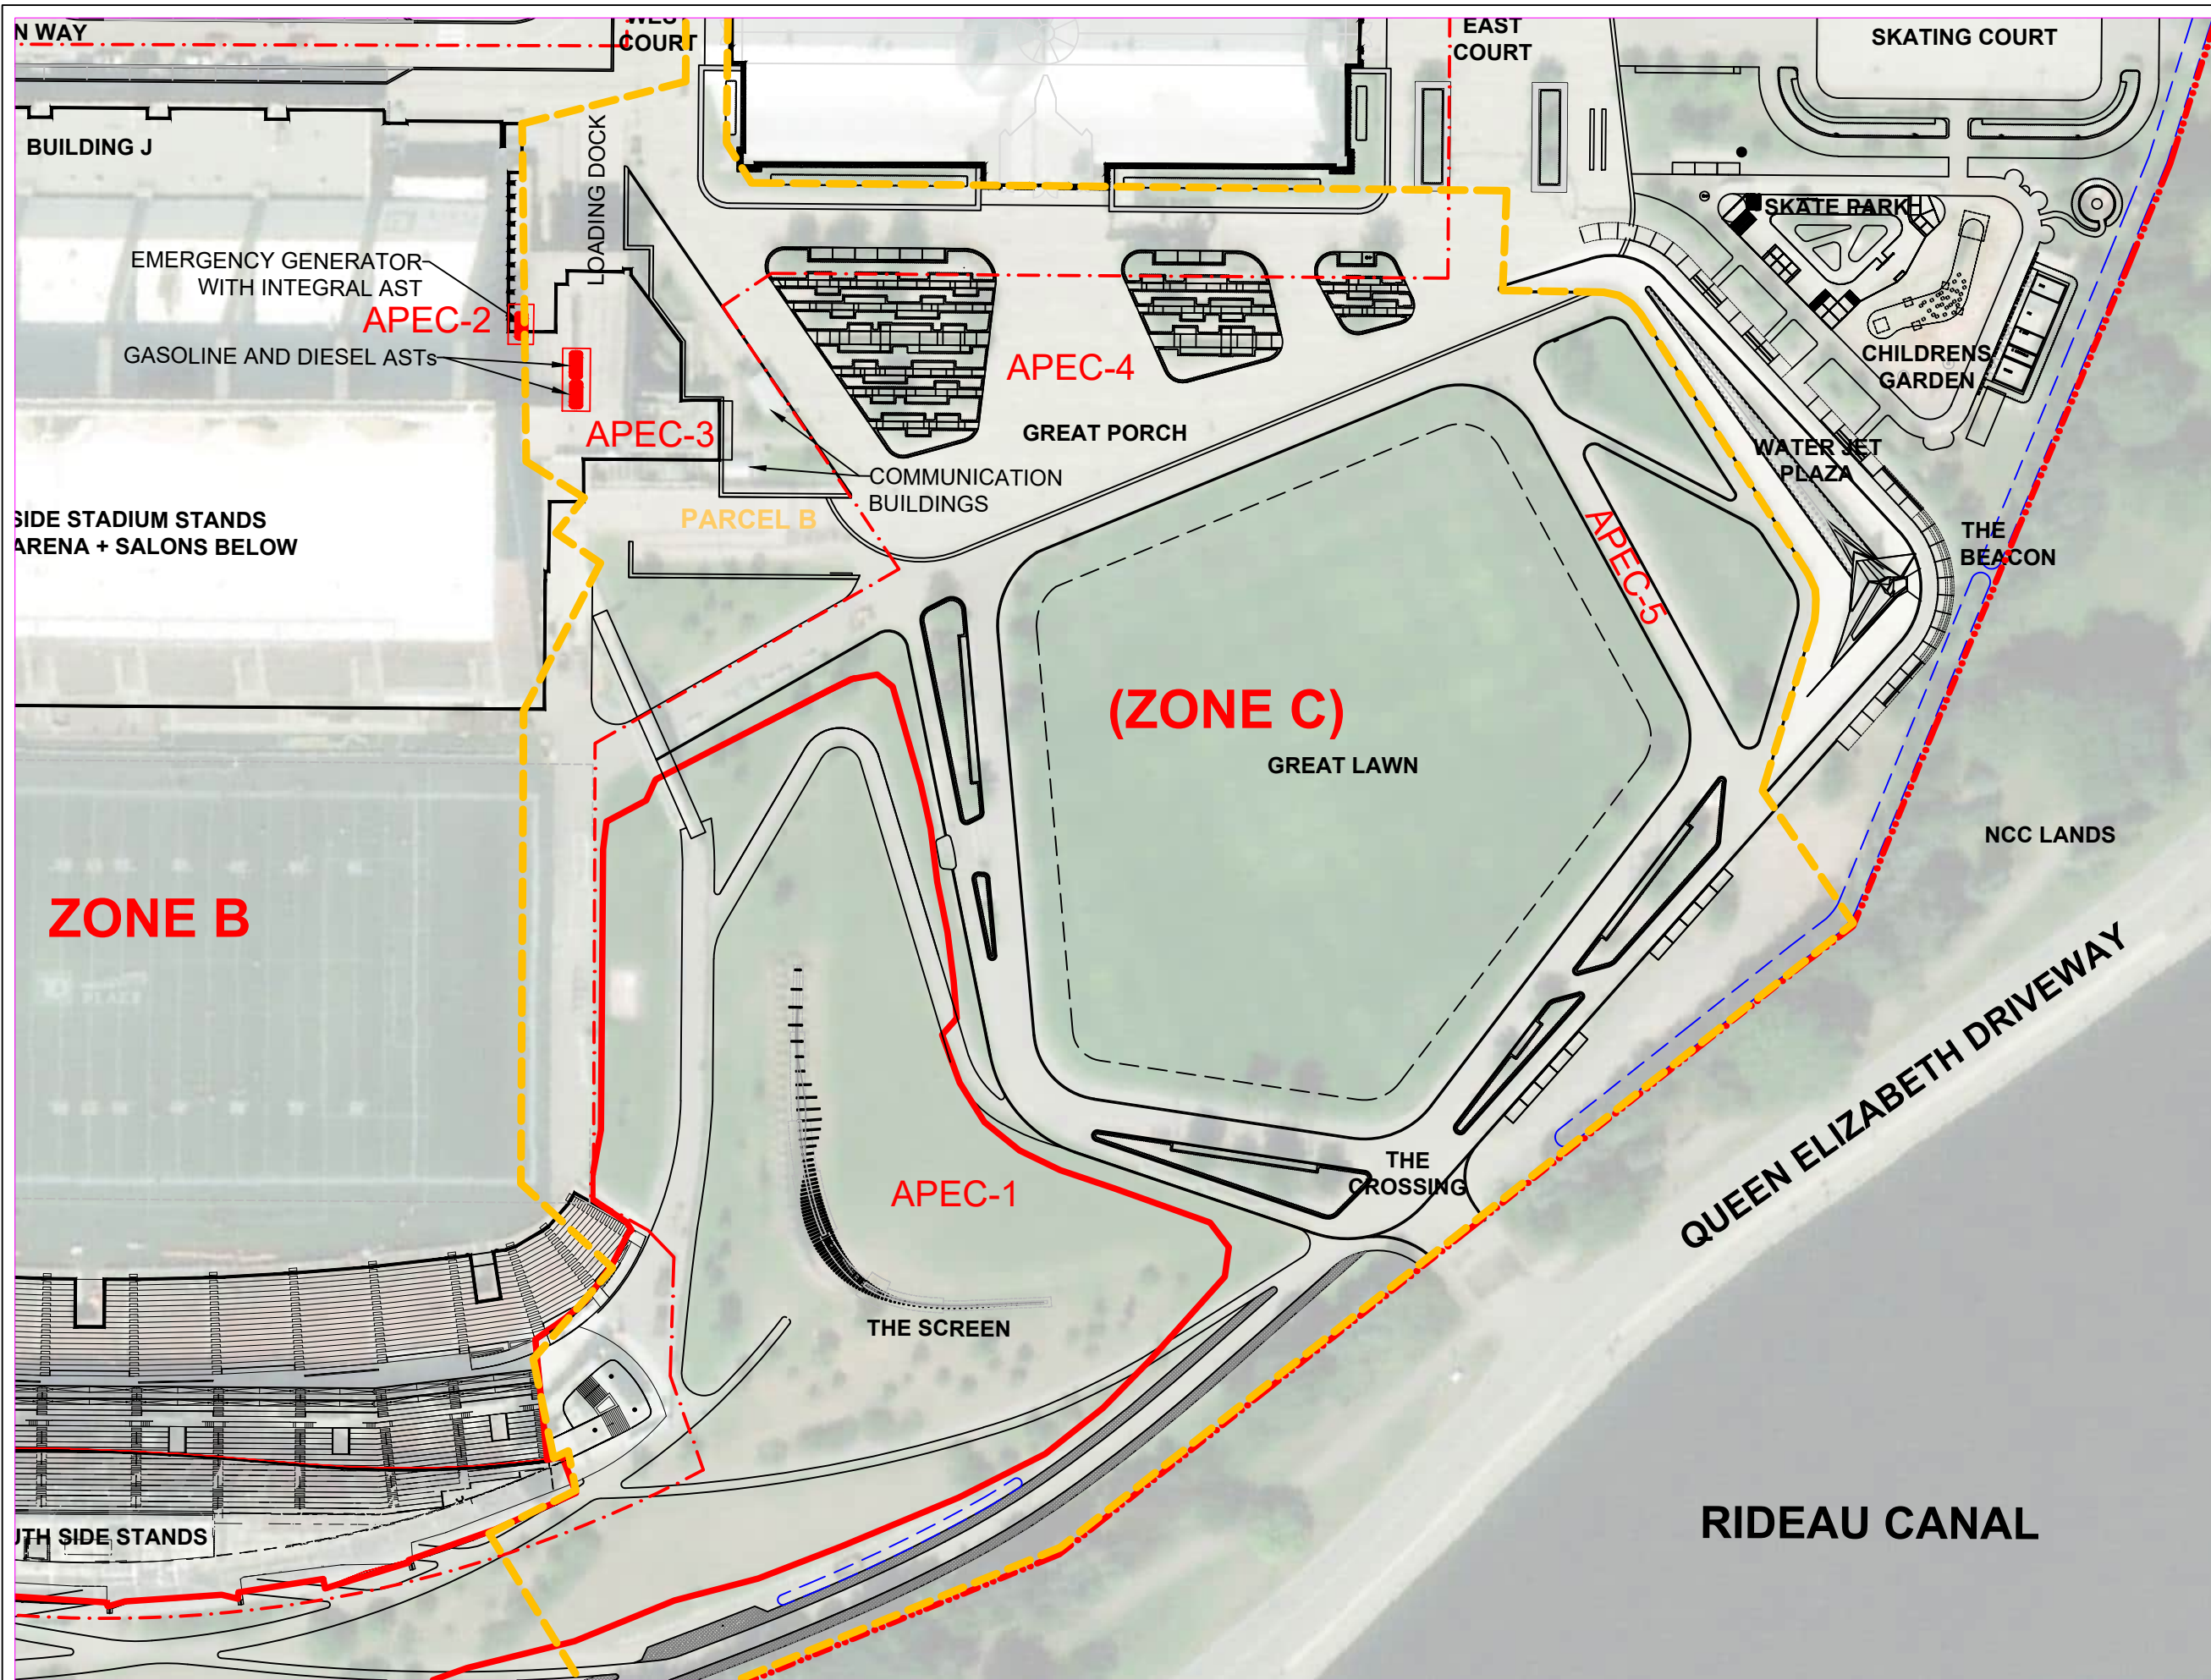 N WAY
COURT
EAST
COURT
SKATING COURT
BUILDING J
LOADING DOCK
SKATE PARK
EMERGENCY GENERATOR
WITH INTEGRAL AST
APEC-2
GASOLINE AND DIESEL ASTs
APEC-3
APEC-4
GREAT PORCH
CHILDRENS
GARDEN
WATER JET
PLAZA
COMMUNICATION
BUILDINGS
PARCEL B
SIDE STADIUM STANDS
ARENA + SALONS BELOW
APEC-5
THE
BEACON
(ZONE C)
GREAT LAWN
NCC LANDS
ZONE B
PLACE
QUEEN ELIZABETH DRIVEWAY
THE
CROSSING
APEC-1
THE SCREEN
RIDEAU CANAL
UTH SIDE STANDS